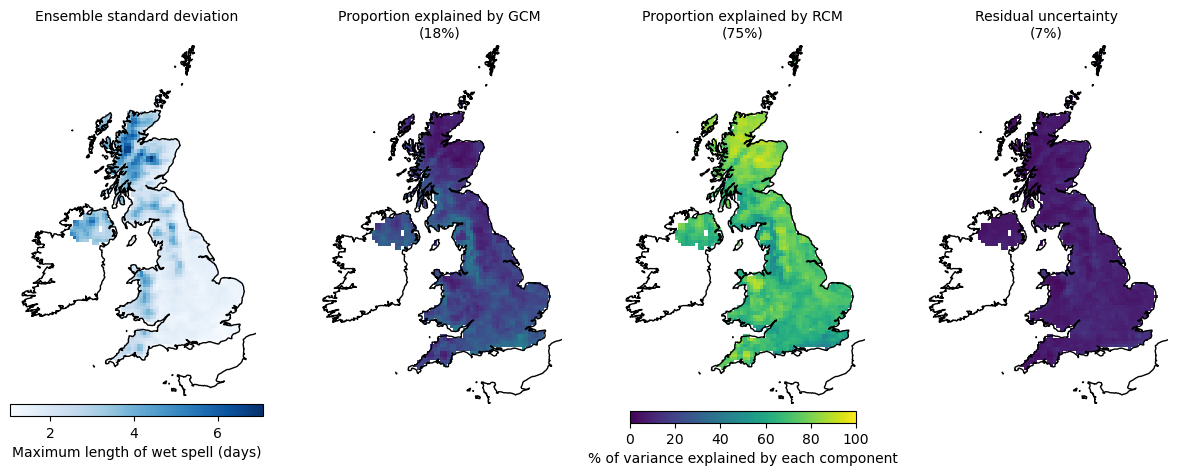 Ensemble standard deviation
Proportion explained by GCM
(18%)
Proportion explained by RCM
(75%)
Residual uncertainty
(7%)
2 4 6
Maximum length of wet spell (days)
0 20 40 60 80 100
% of variance explained by each component